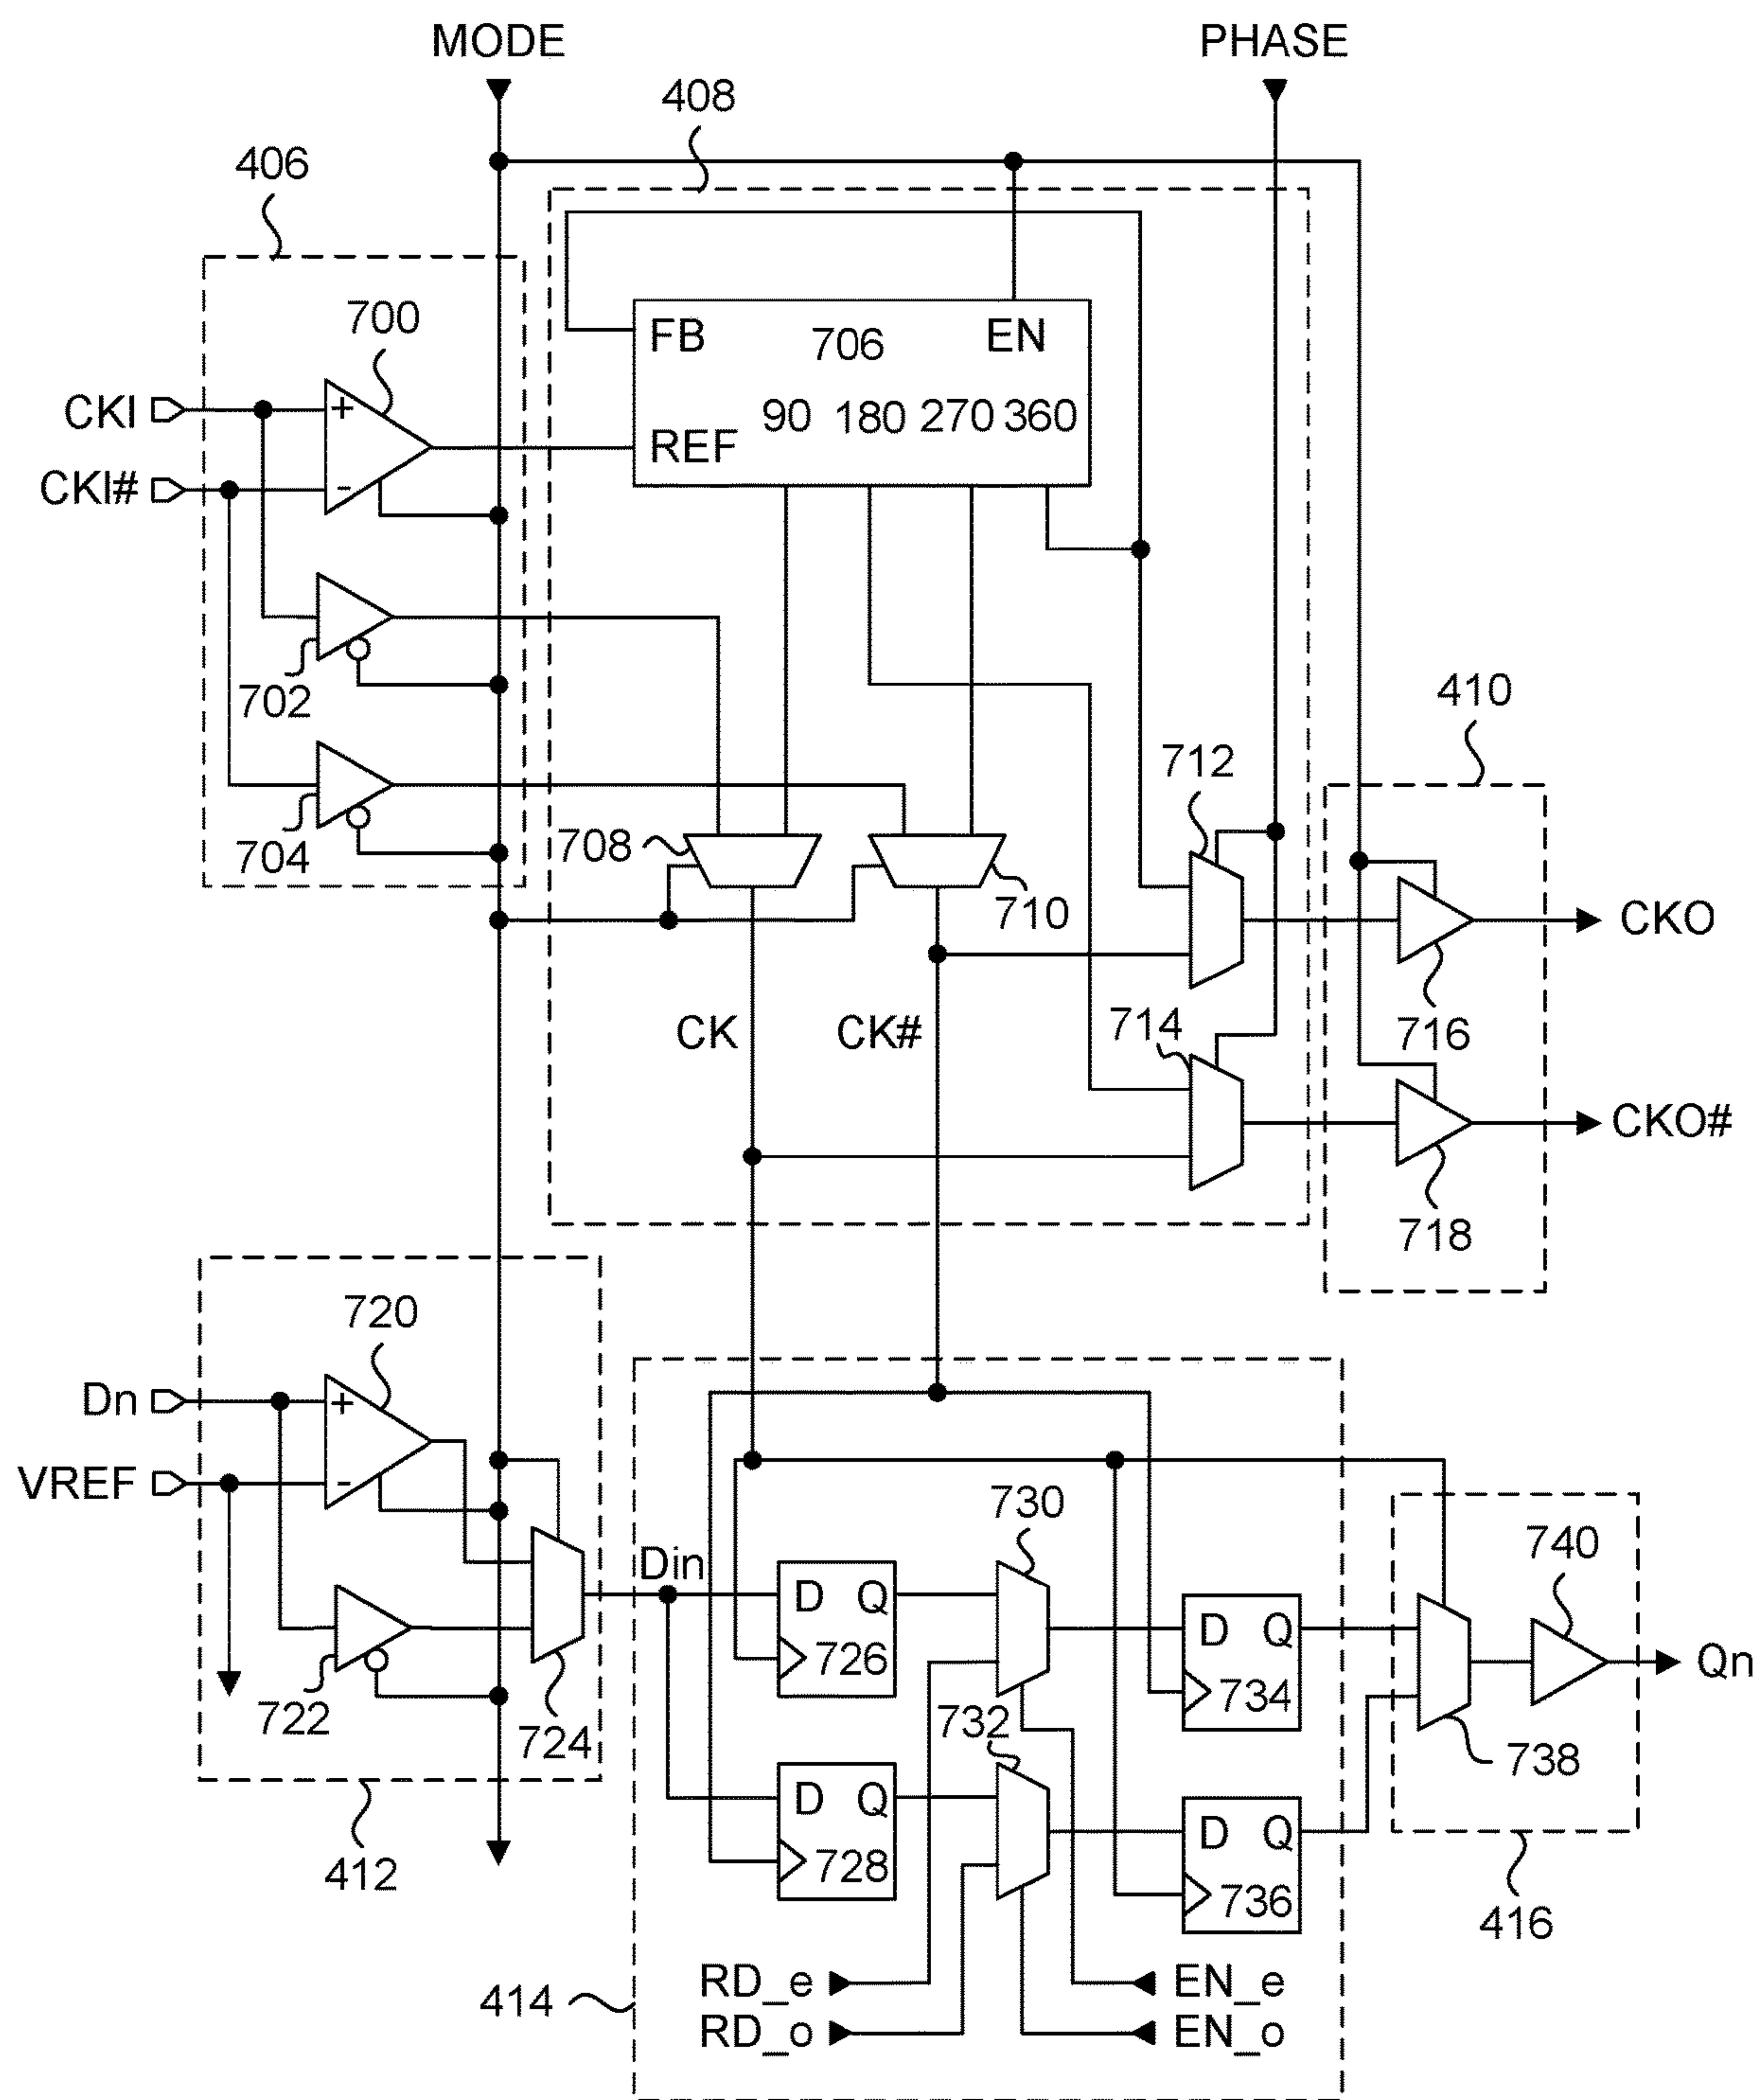 MODE
PHASE
408
406
700
FB 706 EN
90 180 270 360
REF
CKI
CKI#
702
704
410
712
708
710
CKO
716
CK
CK#
714
CKO#
718
720
Dn
VREF
730
740
Din
D Q
726
D Q
734
Qn
722
724
732
738
D Q
728
D Q
736
412
416
RD_e
EN_e
414
RD_o
EN_o
+
-
+
-